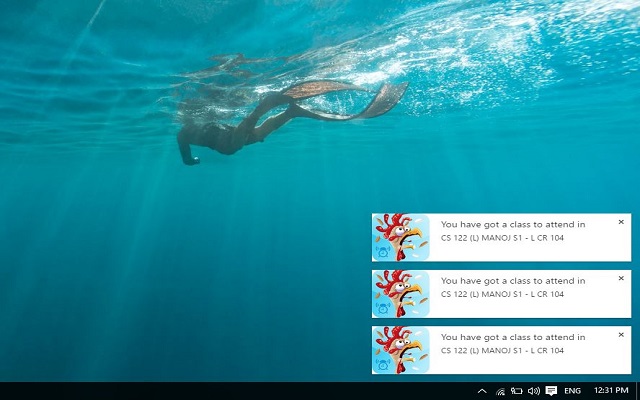 You have got a class to attend in
CS 122 (L) MANOJ S1 - L CR 104
You have got a class to attend in
CS 122 (L) MANOJ S1 - L CR 104
You have got a class to attend in
CS 122 (L) MANOJ S1 - L CR 104
ENG 12:31 PM